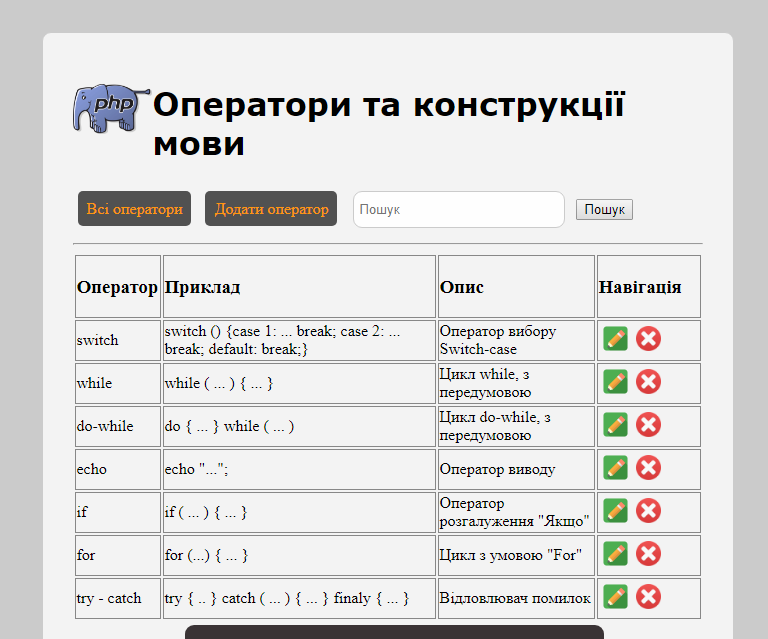 php
Оператори та конструкції
мови
Всі оператори Додати оператор Пошук Пошук
Оператор Приклад Опис Навігація
switch switch () {case 1: ... break; case 2: ... break; default: break;} Оператор вибору Switch-case
while while ( ... ) { ... } Цикл while, з передумовою
do-while do { ... } while ( ... ) Цикл do-while, з передумовою
echo echo "..."; Оператор виводу
if if ( ... ) { ... } Оператор розгалуження "Якщо"
for for (...) { ... } Цикл з умовою "For"
try - catch try { .. } catch ( ... ) { ... } finaly { ... } Відловлювач помилок